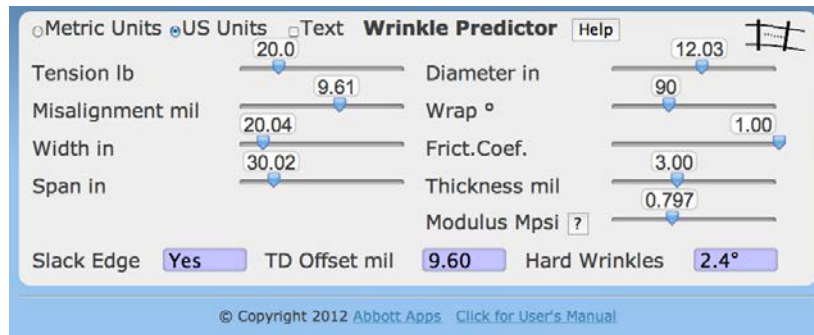 Metric Units US Units Text Wrinkle Predictor Help
20.0 12.03
Tension lb Diameter in
9.61 90
Misalignment mil Wrap º
20.04 1.00
Width in Frict.Coef.
30.02 3.00
Span in Thickness mil
0.797
Modulus Mpsi ?
Slack Edge Yes TD Offset mil 9.60 Hard Wrinkles 2.4°
© Copyright 2012 Abbott Apps Click for User's Manual